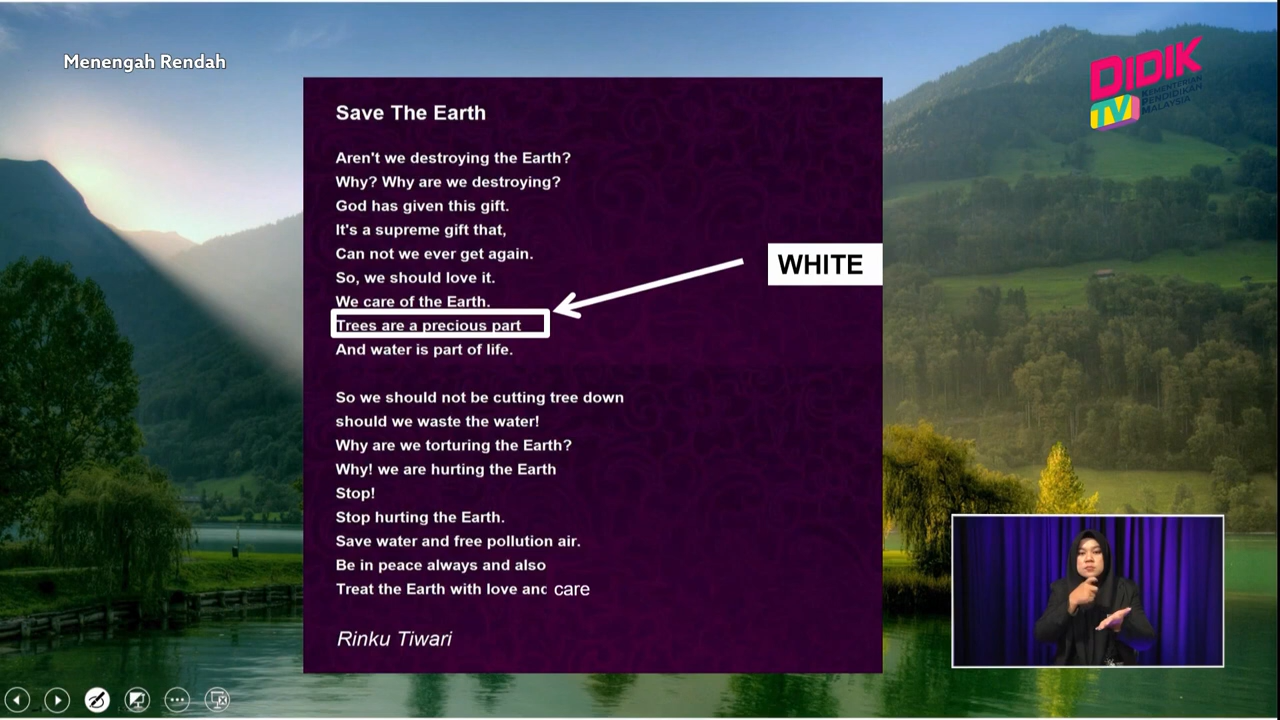 Menengah Rendah
DIDIK
TV
KEMENTERIAN
PENDIDIKAN
MALAYSIA
Save The Earth
Aren't we destroying the Earth?
Why? Why are we destroying?
God has given this gift.
It's a supreme gift that,
Can not we ever get again.
So, we should love it.
We care of the Earth.
Trees are a precious part
And water is part of life.
WHITE
So we should not be cutting tree down
should we waste the water!
Why are we torturing the Earth?
Why! we are hurting the Earth
Stop!
Stop hurting the Earth.
Save water and free pollution air.
Be in peace always and also
Treat the Earth with love and care
Rinku Tiwari